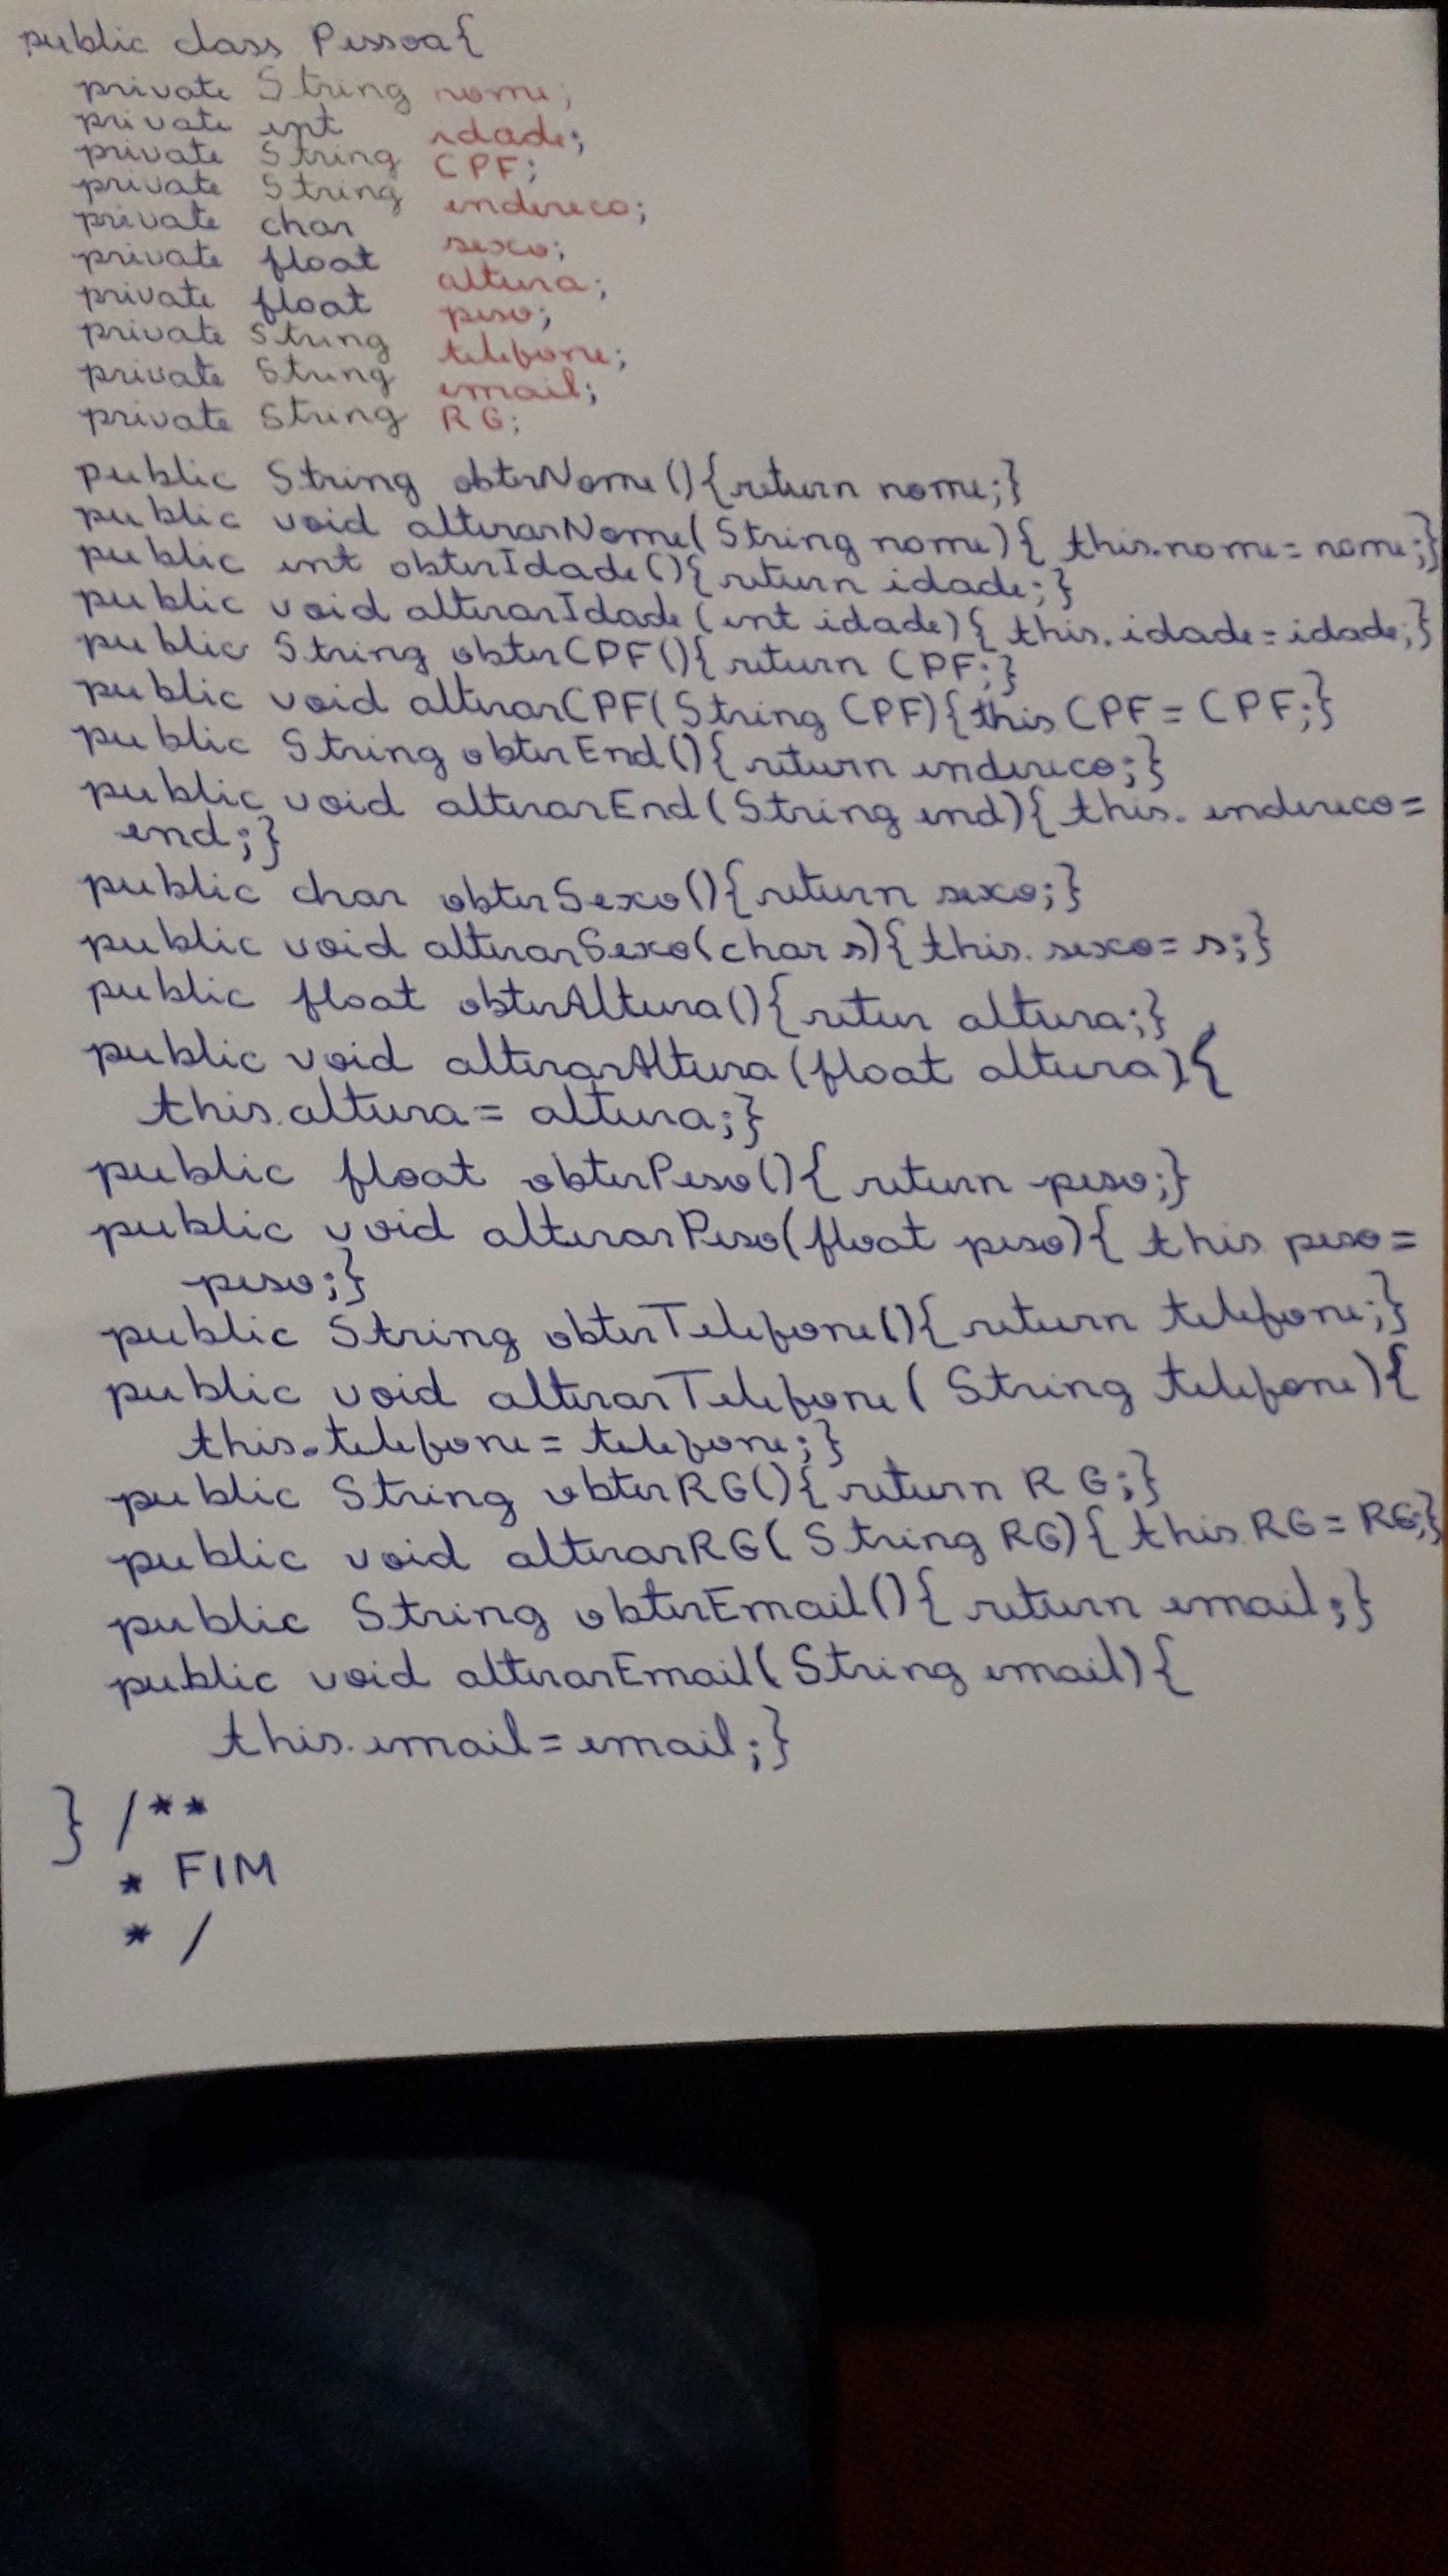 public class Pessoa{
private String nome;
private int idade;
private String CPF;
private String endereco;
private char sexo;
private float altura;
private float peso;
private String telefone;
private String email;
private String RG;
public String obterNome(){return nome;}
public void alterarNome(String nome){ this.nome=nome;}
public int obterIdade(){return idade;}
public void alterarIdade(int idade){ this.idade=idade;}
public String obterCPF(){return CPF;}
public void alterarCPF(String CPF){this.CPF=CPF;}
public String obterEnd(){return endereco;}
public void alterarEnd(String end){this.endereco=
end;}
public char obterSexo(){return sexo;}
public void alterarSexo(char s){this.sexo=s;}
public float obterAltura(){retur altura;}
public void alterarAltura(float altura){
this.altura=altura;}
public float obterPeso(){return peso;}
public void alterarPeso(float peso){ this peso=
peso;}
public String obterTelefone(){return telefone;}
public void alterarTelefone(String telefone){
this.telefone=telefone;}
public String obterRG(){return RG;}
public void alterarRG(String RG){this.RG=RG;}
public String obterEmail(){return email;}
public void alterarEmail(String email){
this.email=email;}
} /**
* FIM
* /